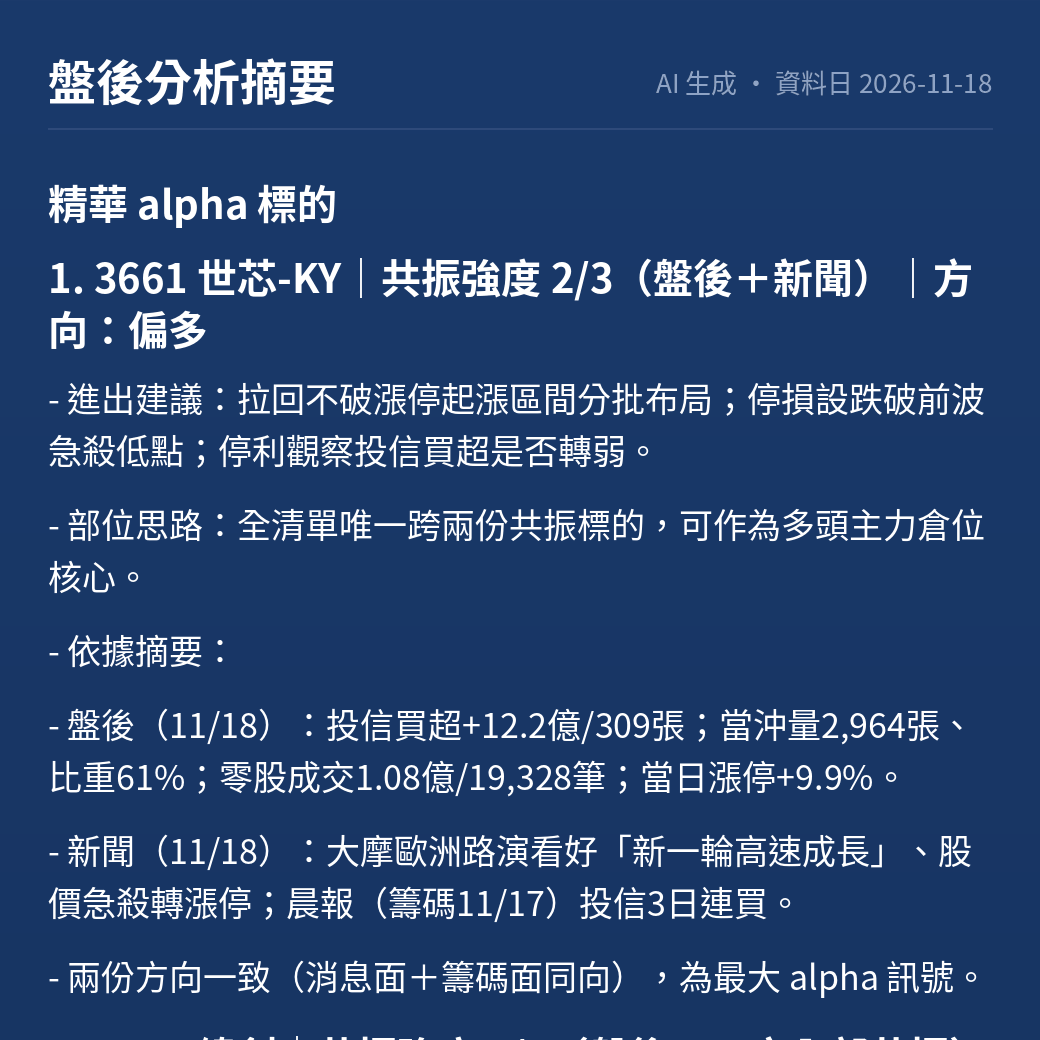 盤後分析摘要
AI 生成 · 資料日 2026-11-18
精華 alpha 標的
1. 3661 世芯-KY｜共振強度 2/3（盤後＋新聞）｜方
向：偏多
- 進出建議：拉回不破漲停起漲區間分批布局；停損設跌破前波
急殺低點；停利觀察投信買超是否轉弱。
- 部位思路：全清單唯一跨兩份共振標的，可作為多頭主力倉位
核心。
- 依據摘要：
- 盤後（11/18）：投信買超+12.2億/309張；當沖量2,964張、
比重61%；零股成交1.08億/19,328筆；當日漲停+9.9%。
- 新聞（11/18）：大摩歐洲路演看好「新一輪高速成長」、股
價急殺轉漲停；晨報（籌碼11/17）投信3日連買。
- 兩份方向一致（消息面＋籌碼面同向），為最大 alpha 訊號。